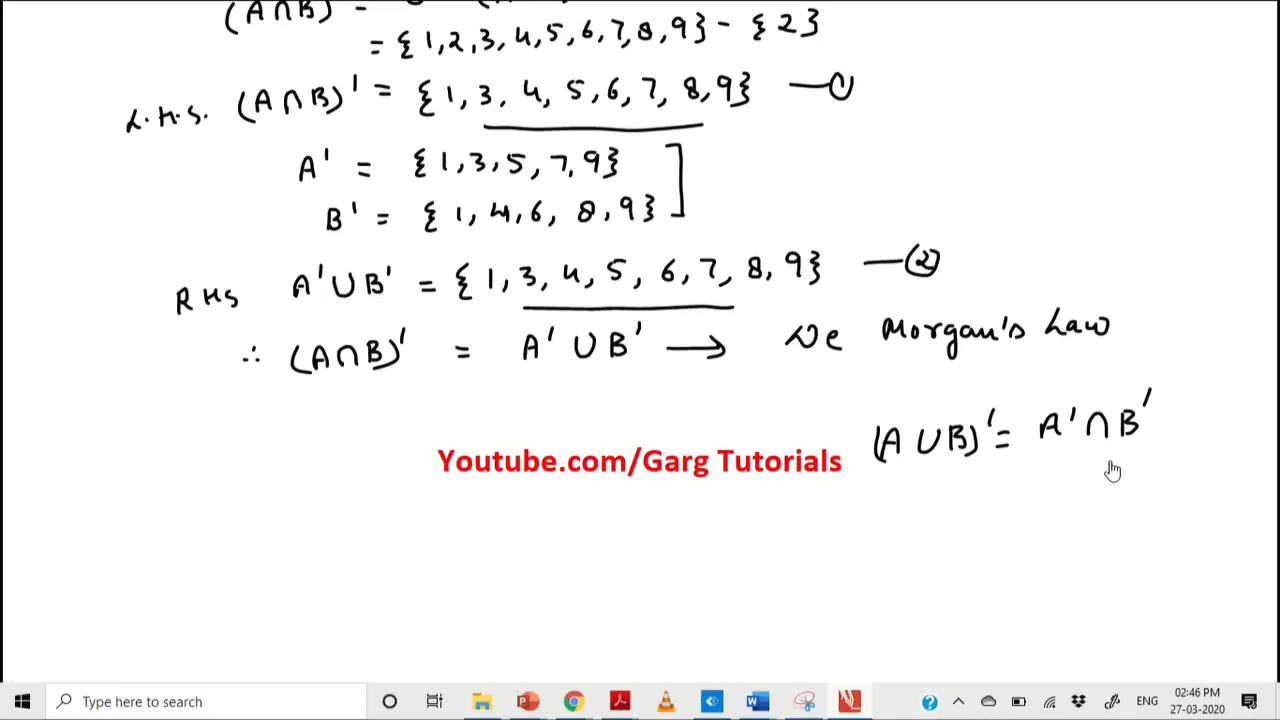 (A∩B)' =
= {1,2,3,4,5,6,7,8,9} - {2}
L.H.S. (A∩B)' = {1,3,4,5,6,7,8,9} —①
A' = {1,3,5,7,9}
B' = {1,4,6,8,9}
RHS A'∪B' = {1,3,4,5,6,7,8,9} —②
∴ (A∩B)' = A'∪B' → De Morgan's Law
(A∪B)' = A'∩B'
Youtube.com/Garg Tutorials
Type here to search
ENG
02:46 PM
27-03-2020